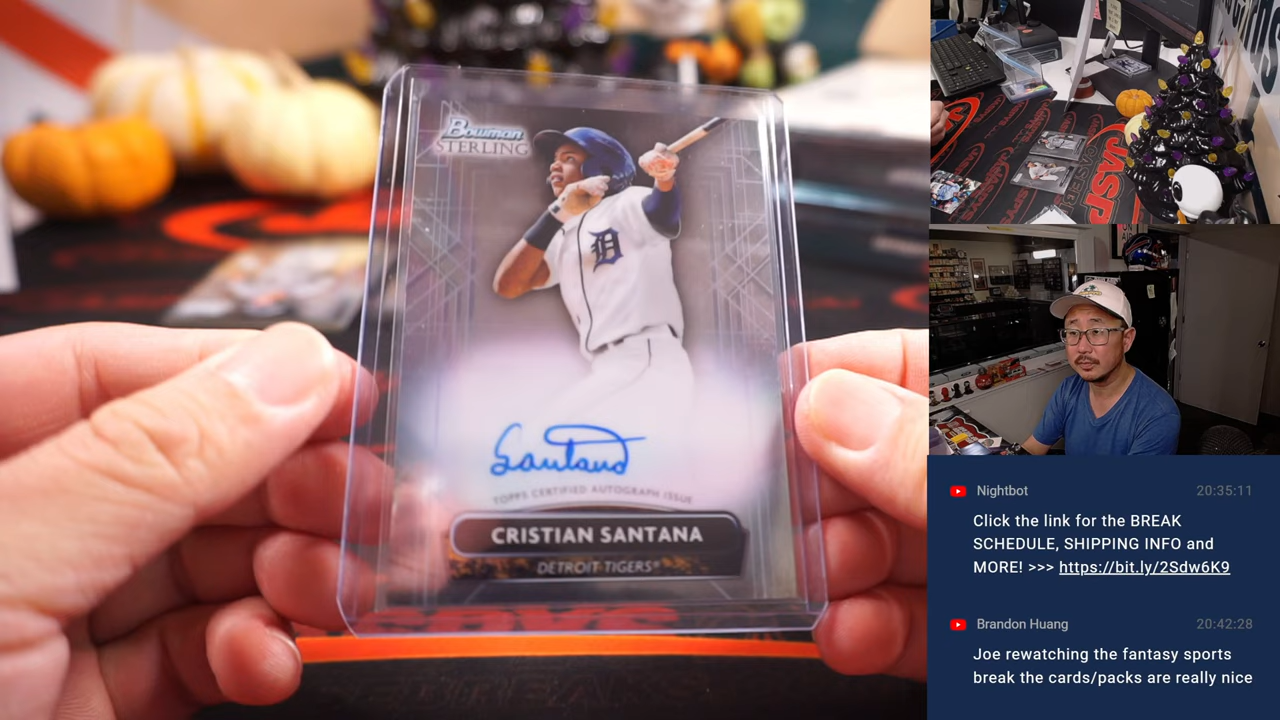 Bowman
STERLING
D
Santana
TOPPS CERTIFIED AUTOGRAPH ISSUE
CRISTIAN SANTANA
DETROIT TIGERS®
JASP
Nightbot
20:35:11
Click the link for the BREAK
SCHEDULE, SHIPPING INFO and
MORE! >>> https://bit.ly/2Sdw6K9
Brandon Huang
20:42:28
Joe rewatching the fantasy sports
break the cards/packs are really nice